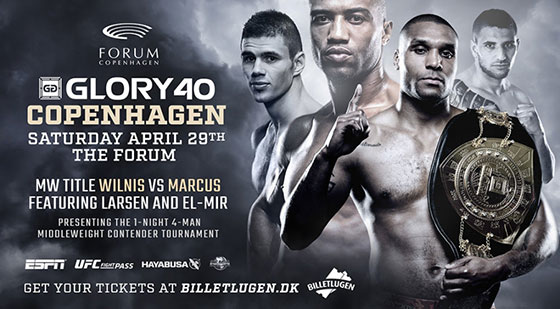 FORUM
COPENHAGEN
GLORY 40
COPENHAGEN
SATURDAY APRIL 29TH
THE FORUM
MW TITLE WILNIS VS MARCUS
FEATURING LARSEN AND EL-MIR
PRESENTING THE 1-NIGHT 4-MAN
MIDDLEWEIGHT CONTENDER TOURNAMENT
ESPN UFC FIGHT PASS HAYABUSA
GET YOUR TICKETS AT BILLETLUGEN.DK BILLETLUGEN